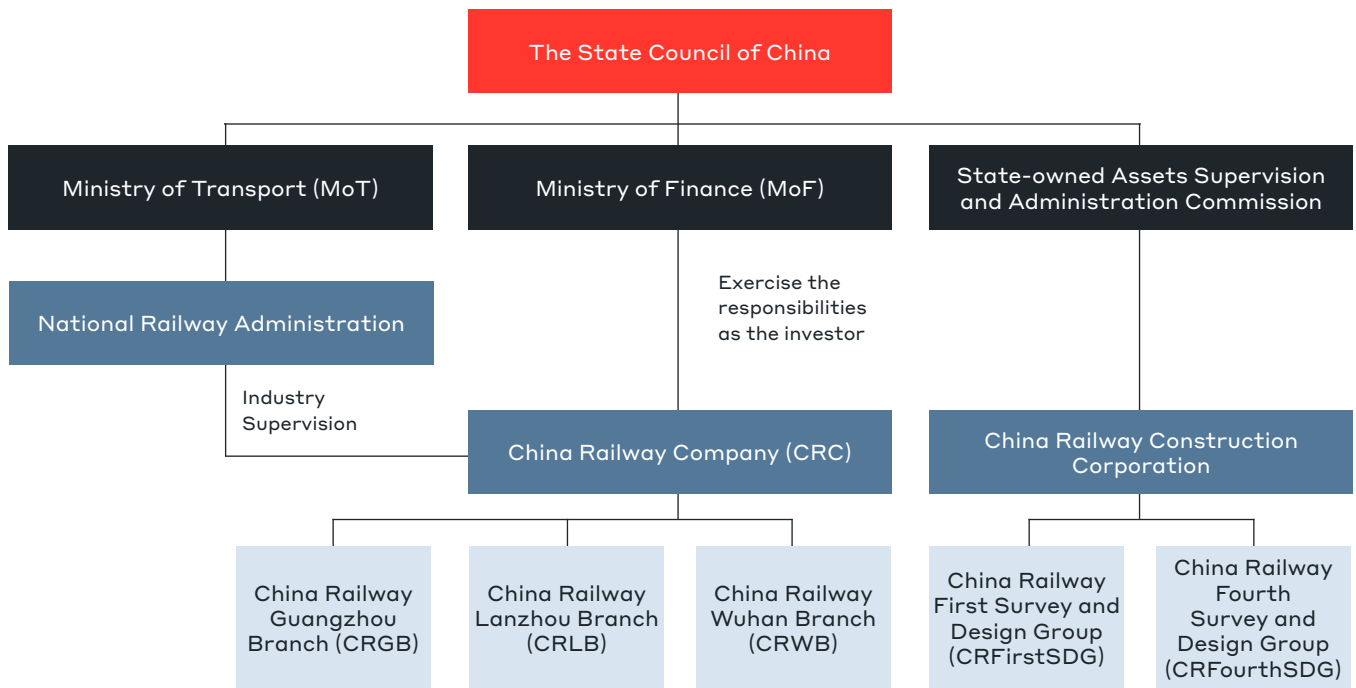 The State Council of China
Ministry of Transport (MoT)
Ministry of Finance (MoF)
State-owned Assets Supervision
and Administration Commission
National Railway Administration
Exercise the
responsibilities
as the investor
Industry
Supervision
China Railway Company (CRC)
China Railway Construction
Corporation
China Railway
Guangzhou
Branch (CRGB)
China Railway
Lanzhou Branch
(CRLB)
China Railway
Wuhan Branch
(CRWB)
China Railway
First Survey and
Design Group
(CRFirstSDG)
China Railway
Fourth
Survey and
Design Group
(CRFourthSDG)